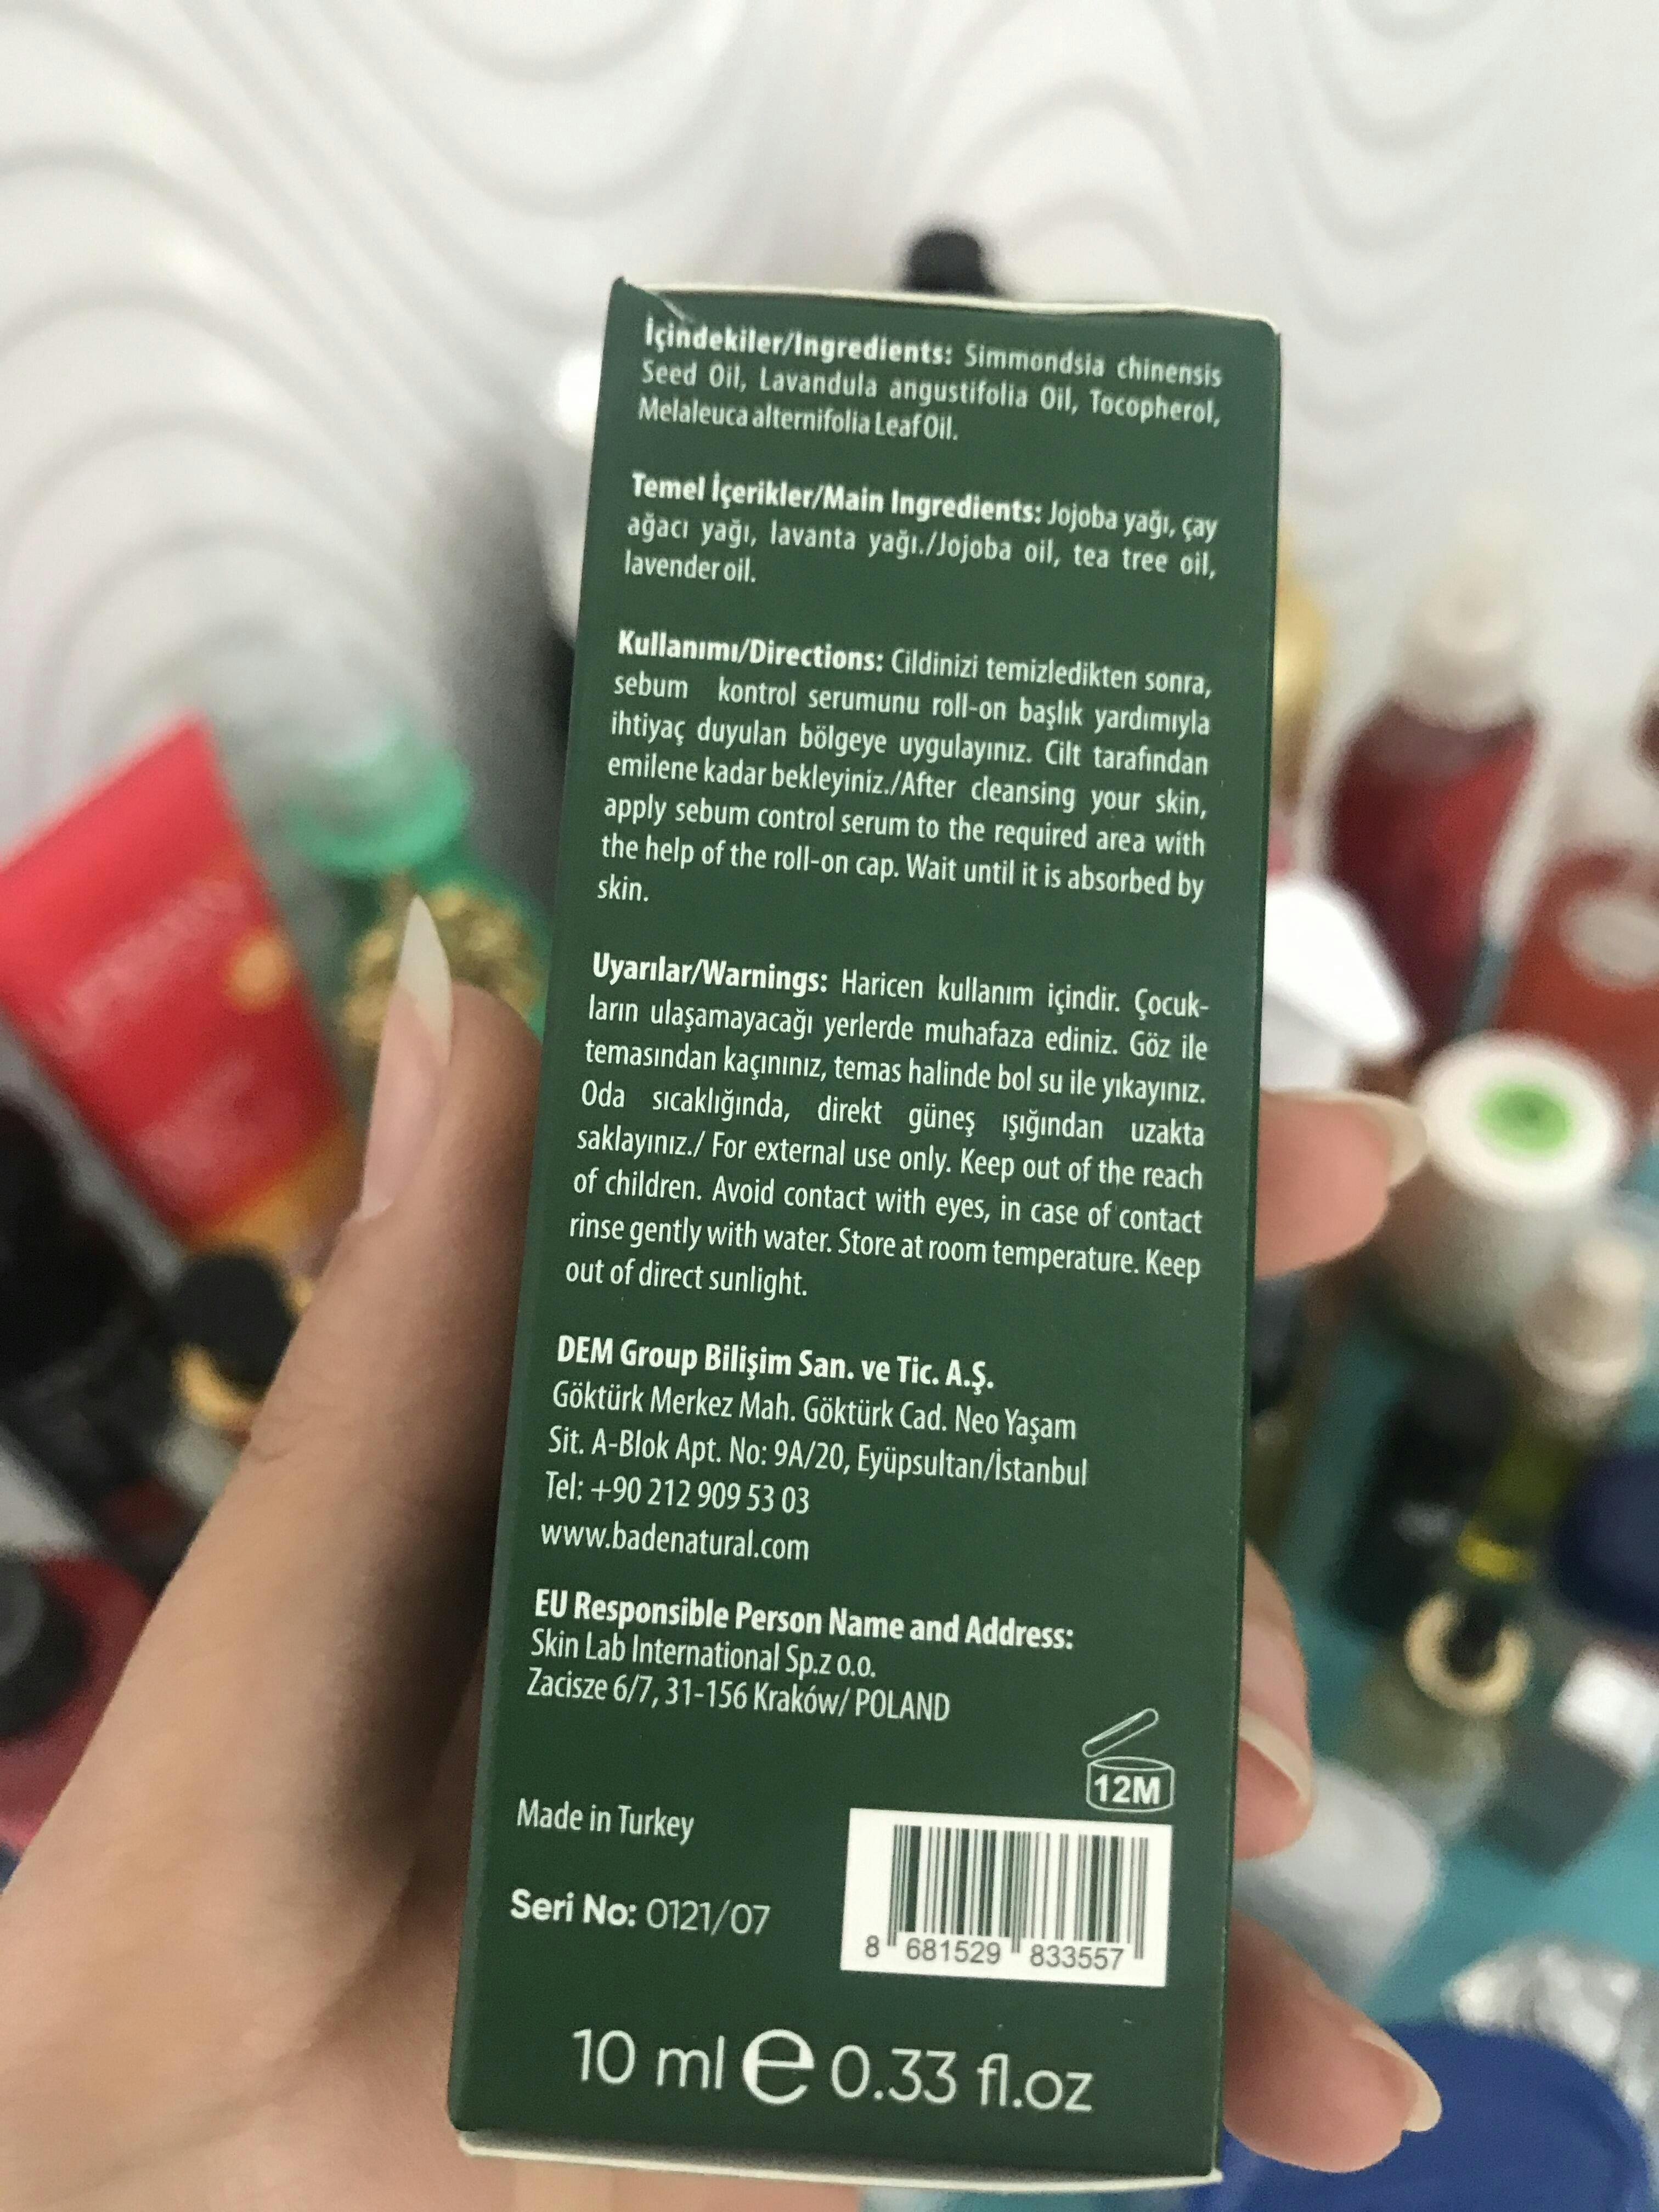 İçindekiler/Ingredients: Simmondsia chinensis
Seed Oil, Lavandula angustifolia Oil, Tocopherol,
Melaleuca alternifolia Leaf Oil.
Temel İçerikler/Main Ingredients: Jojoba yağı, çay
ağacı yağı, lavanta yağı./Jojoba oil, tea tree oil,
lavender oil.
Kullanımı/Directions: Cildinizi temizledikten sonra,
sebum kontrol serumunu roll-on başlık yardımıyla
ihtiyaç duyulan bölgeye uygulayınız. Cilt tarafından
emilene kadar bekleyiniz./After cleansing your skin,
apply sebum control serum to the required area with
the help of the roll-on cap. Wait until it is absorbed by
skin.
Uyarılar/Warnings: Haricen kullanım içindir. Çocuk-
ların ulaşamayacağı yerlerde muhafaza ediniz. Göz ile
temasından kaçınınız, temas halinde bol su ile yıkayınız.
Oda sıcaklığında, direkt güneş ışığından uzakta
saklayınız./ For external use only. Keep out of the reach
of children. Avoid contact with eyes, in case of contact
rinse gently with water. Store at room temperature. Keep
out of direct sunlight.
DEM Group Bilişim San. ve Tic. A.Ş.
Göktürk Merkez Mah. Göktürk Cad. Neo Yaşam
Sit. A-Blok Apt. No: 9A/20, Eyüpsultan/İstanbul
Tel: +90 212 909 53 03
www.badenatural.com
EU Responsible Person Name and Address:
Skin Lab International Sp.z o.o.
Zacisze 6/7, 31-156 Kraków/ POLAND
12M
Made in Turkey
Seri No: 0121/07
8 681529 833557
10 ml e 0.33 fl.oz